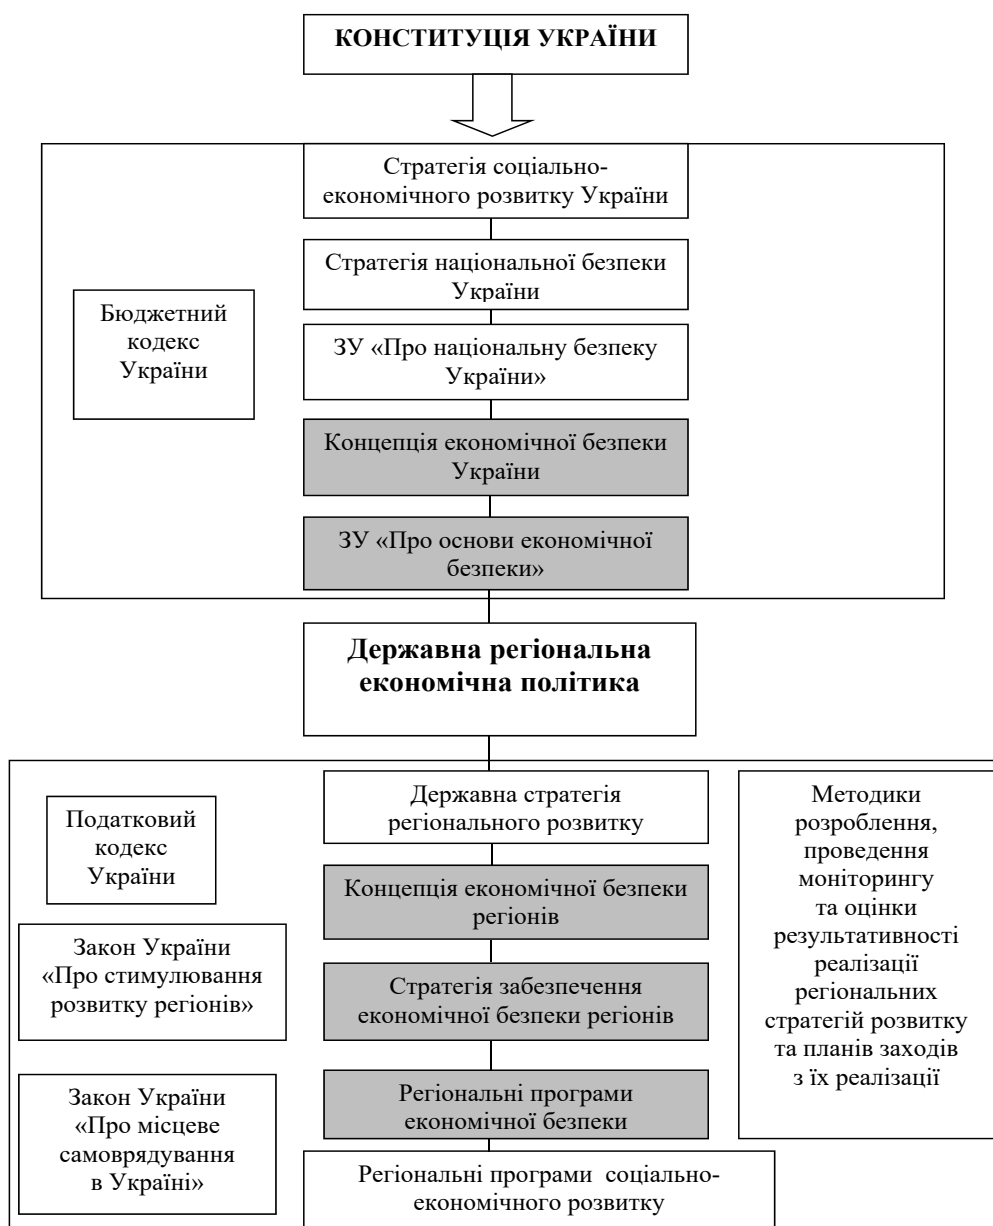 КОНСТИТУЦІЯ УКРАЇНИ
Стратегія соціально-
економічного розвитку України
Стратегія національної безпеки
України
Бюджетний
кодекс
України
ЗУ «Про національну безпеку
України»
Концепція економічної безпеки
України
ЗУ «Про основи економічної
безпеки»
Державна регіональна
економічна політика
Податковий
кодекс
України
Закон України
«Про стимулювання
розвитку регіонів»
Закон України
«Про місцеве
самоврядування
в Україні»
Державна стратегія
регіонального розвитку
Концепція економічної безпеки
регіонів
Стратегія забезпечення
економічної безпеки регіонів
Регіональні програми
економічної безпеки
Регіональні програми  соціально-
економічного розвитку
Методики
розроблення,
проведення
моніторингу
та оцінки
результативності
реалізації
регіональних
стратегій розвитку
та планів заходів
з їх реалізації